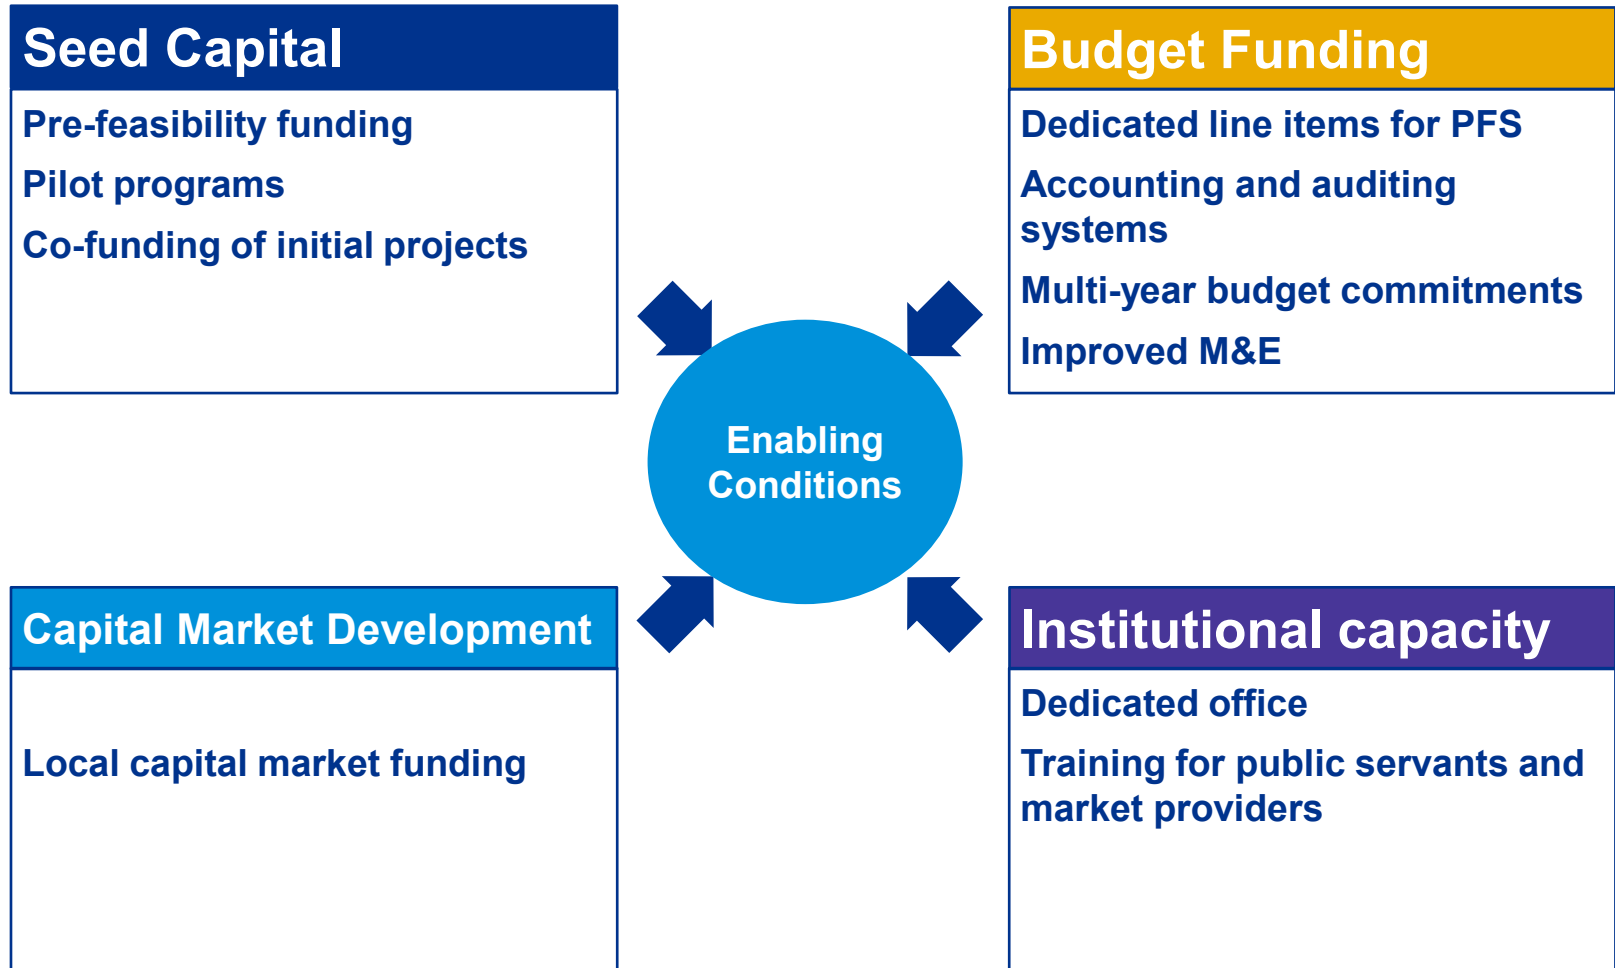 Seed Capital
Pre-feasibility funding
Pilot programs
Co-funding of initial projects
Budget Funding
Dedicated line items for PFS
Accounting and auditing
systems
Multi-year budget commitments
Improved M&E
Enabling
Conditions
Capital Market Development
Local capital market funding
Institutional capacity
Dedicated office
Training for public servants and
market providers